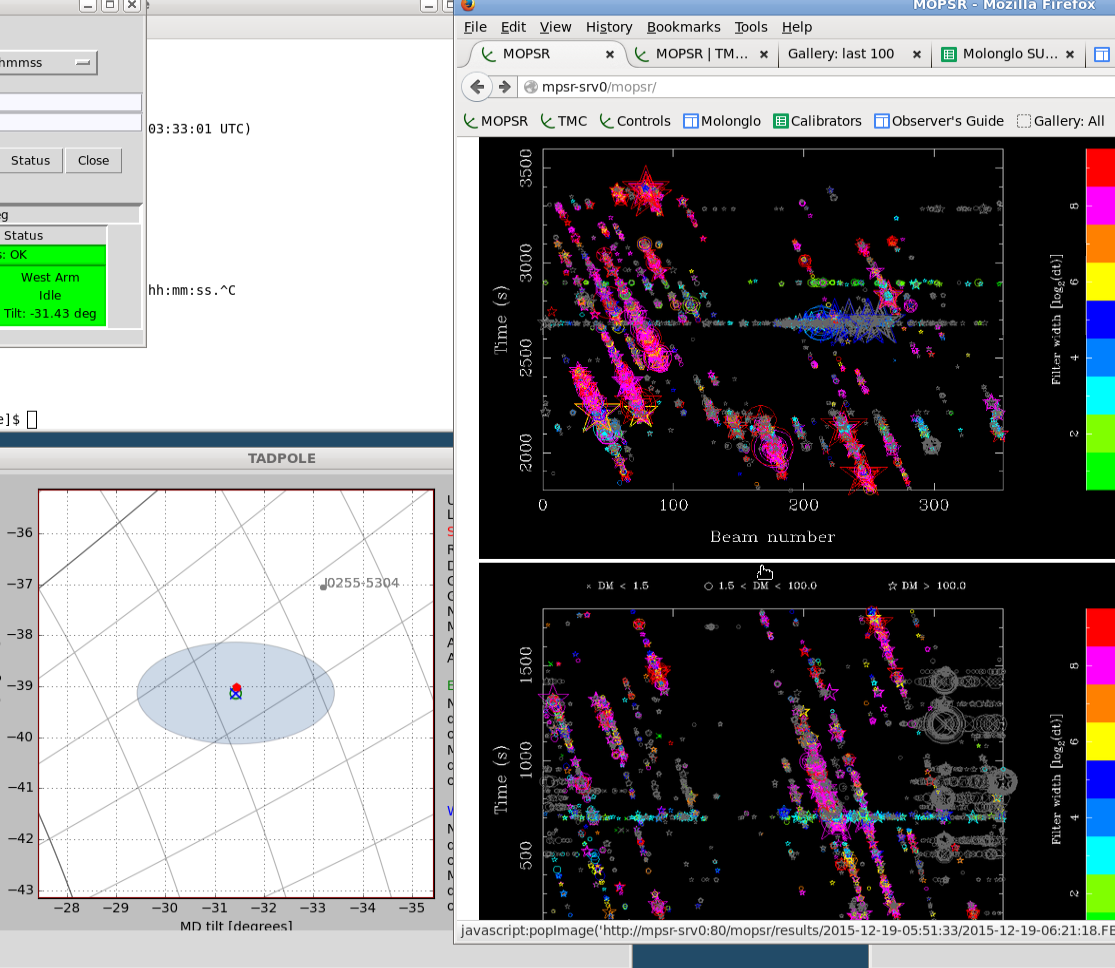 hmmss
03:33:01 UTC)
Status
Close
eg
Status
s: OK
West Arm
Idle
Tilt: -31.43 deg
hh:mm:ss.^C
e]$
TADPOLE
−36
−37
−38
−39
−40
−41
−42
−43
J0255-5304
−28 −29 −30 −31 −32 −33 −34 −35
MD tilt [degrees]
MOPSR - Mozilla Firefox
File Edit View History Bookmarks Tools Help
MOPSR
MOPSR | TM...
Gallery: last 100
Molonglo SU...
mpsr-srv0/mopsr/
MOPSR TMC Controls Molonglo Calibrators Observer's Guide Gallery: All
3500
3000
2500
2000
Time (s)
0 100 200 300
Beam number
8
6
4
2
Filter width [log2(dt)]
× DM < 1.5 ○ 1.5 < DM < 100.0 ☆ DM > 100.0
1500
1000
500
Time (s)
8
6
4
2
Filter width [log2(dt)]
javascript:popImage('http://mpsr-srv0:80/mopsr/results/2015-12-19-05:51:33/2015-12-19-06:21:18.FB